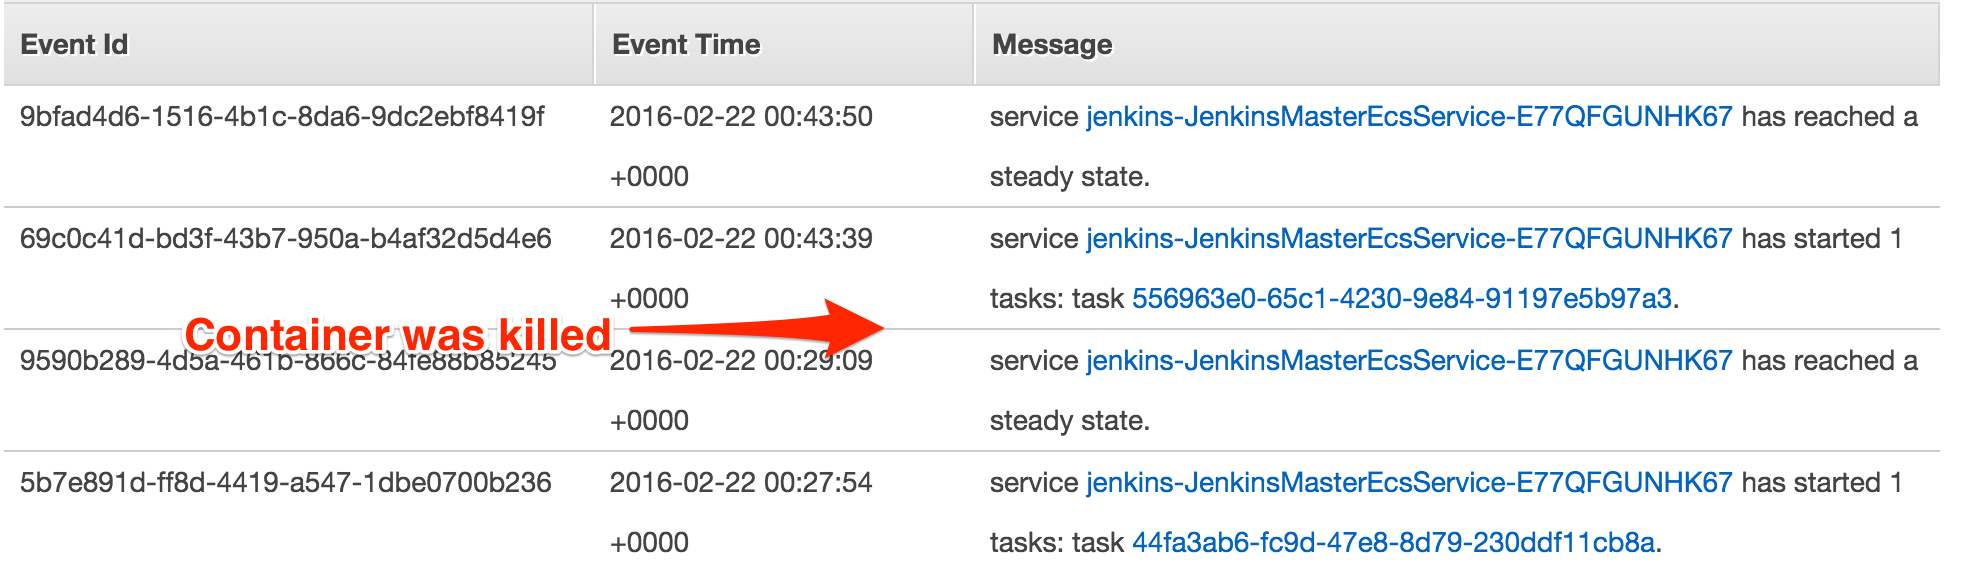 Event Id Event Time Message
9bfad4d6-1516-4b1c-8da6-9dc2ebf8419f 2016-02-22 00:43:50 service jenkins-JenkinsMasterEcsService-E77QFGUNHK67 has reached a
+0000 steady state.
69c0c41d-bd3f-43b7-950a-b4af32d5d4e6 2016-02-22 00:43:39 service jenkins-JenkinsMasterEcsService-E77QFGUNHK67 has started 1
+0000 tasks: task 556963e0-65c1-4230-9e84-91197e5b97a3.
Container was killed
9590b289-4d5a-461b-866c-84fe88b85245 2016-02-22 00:29:09 service jenkins-JenkinsMasterEcsService-E77QFGUNHK67 has reached a
+0000 steady state.
5b7e891d-ff8d-4419-a547-1dbe0700b236 2016-02-22 00:27:54 service jenkins-JenkinsMasterEcsService-E77QFGUNHK67 has started 1
+0000 tasks: task 44fa3ab6-fc9d-47e8-8d79-230ddf11cb8a.